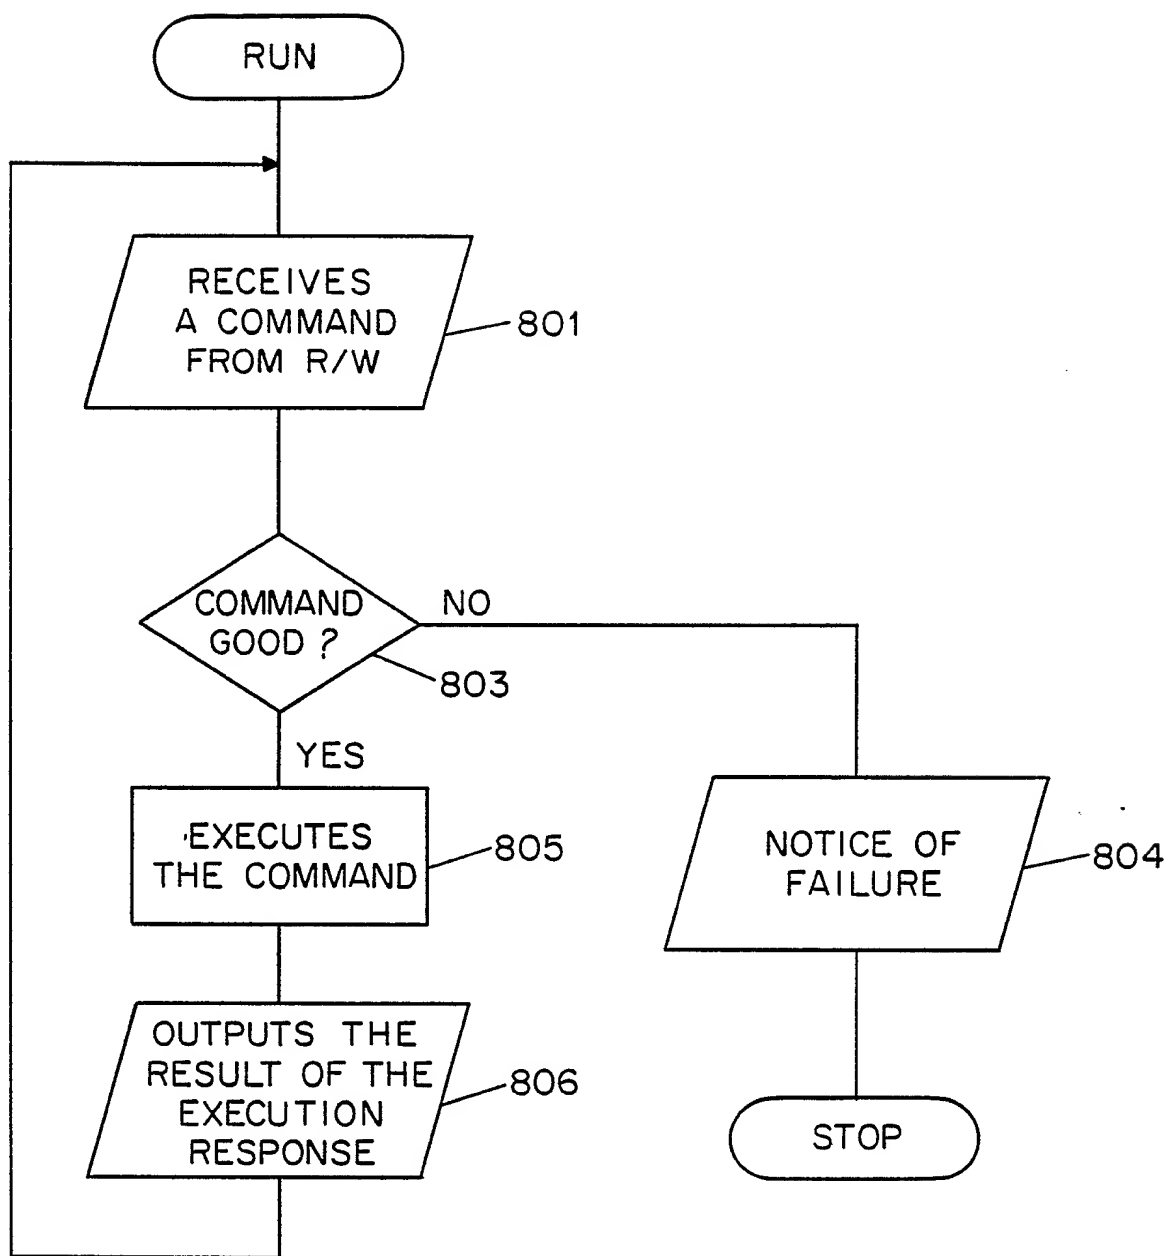 RUN
RECEIVES
A COMMAND
FROM R/W
801
COMMAND
GOOD ?
NO
803
YES
EXECUTES
THE COMMAND
805
NOTICE OF
FAILURE
804
OUTPUTS THE
RESULT OF THE
EXECUTION
RESPONSE
806
STOP